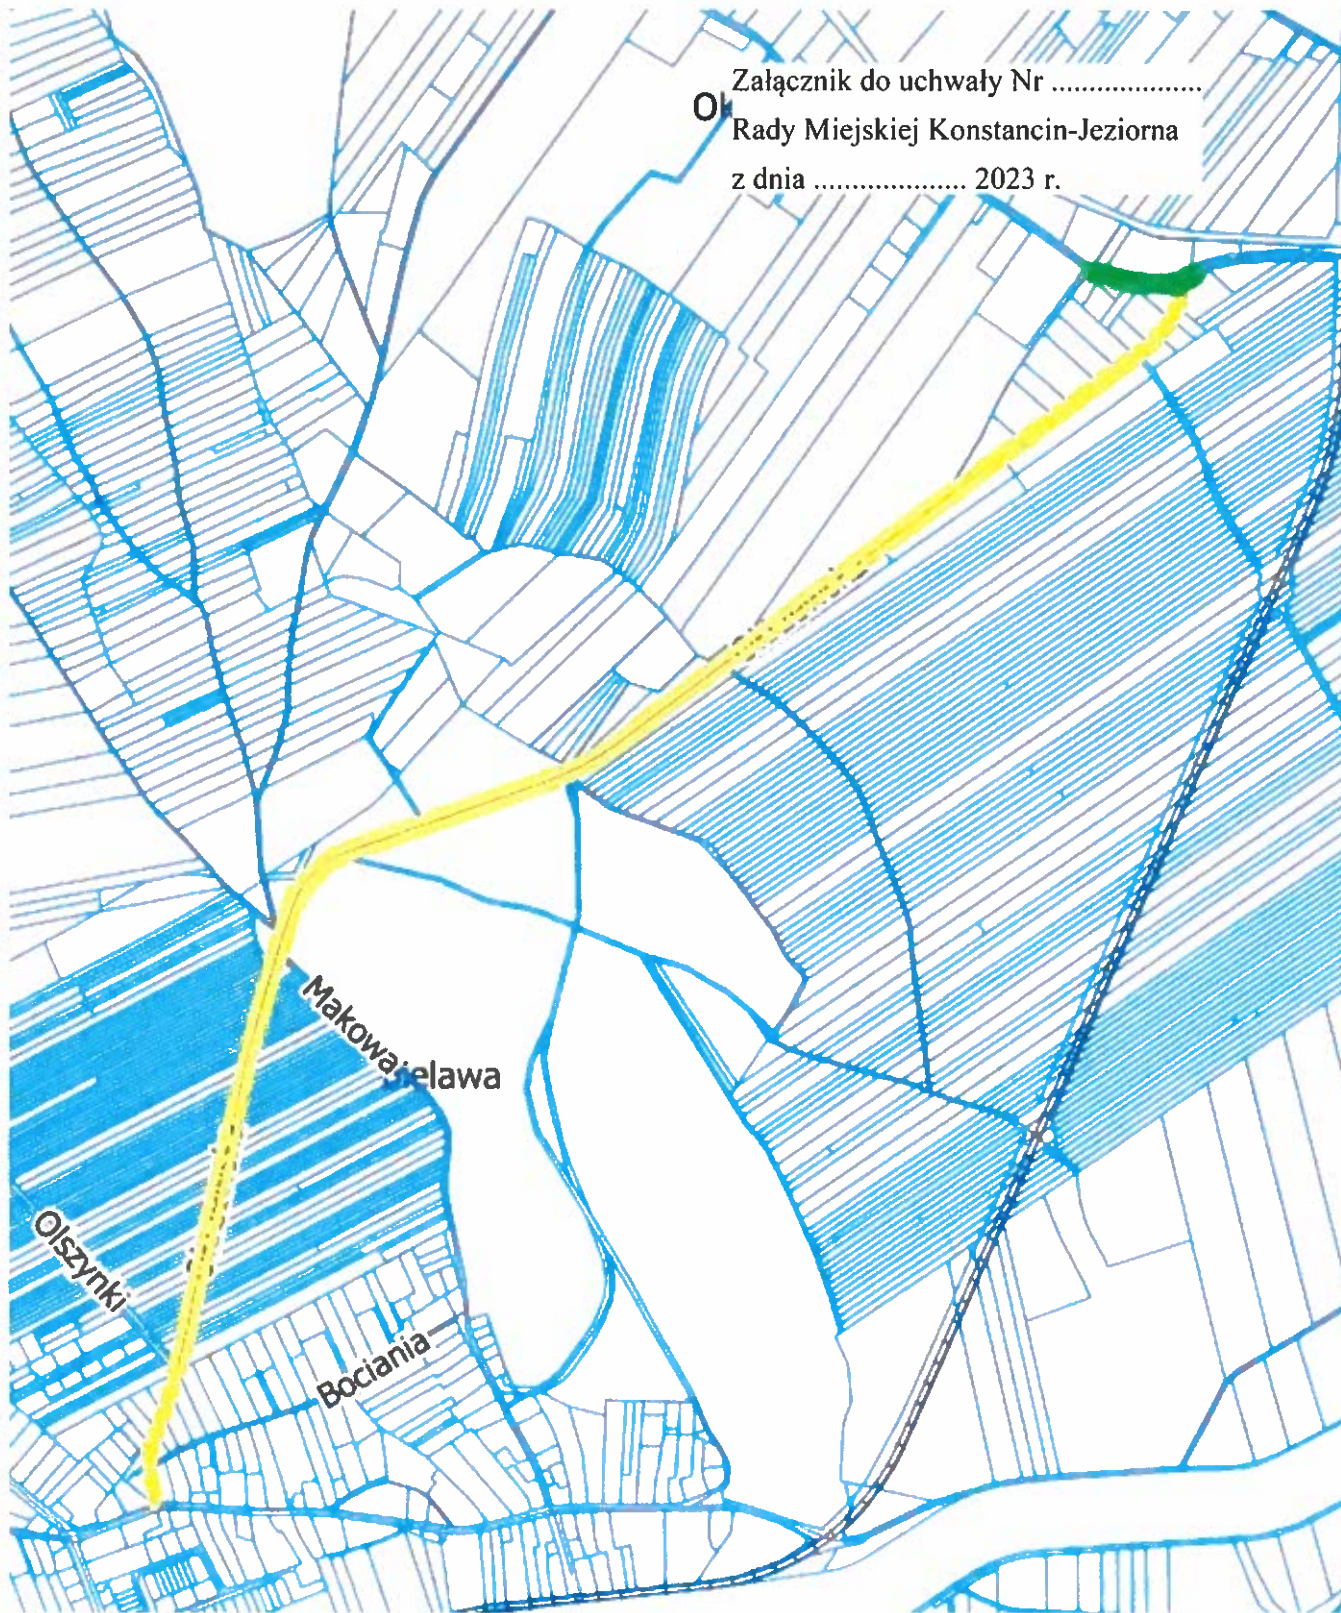 Załącznik do uchwały Nr ....................
Rady Miejskiej Konstancin-Jeziorna
z dnia .................... 2023 r.
Makowa
elawa
Olszynki
Bociania